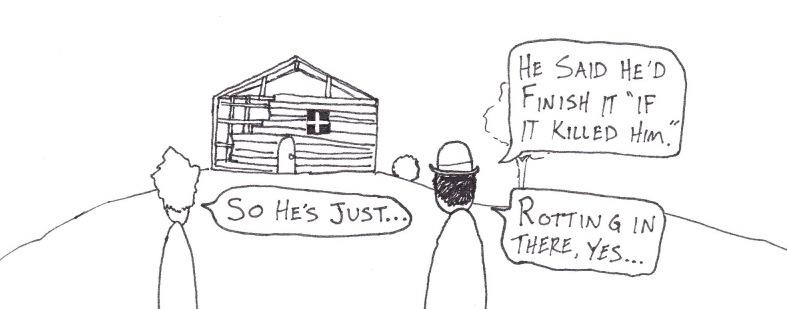 HE SAID HE'D
FINISH IT "IF
IT KILLED HIM."
SO HE'S JUST...
ROTTING IN
THERE, YES...